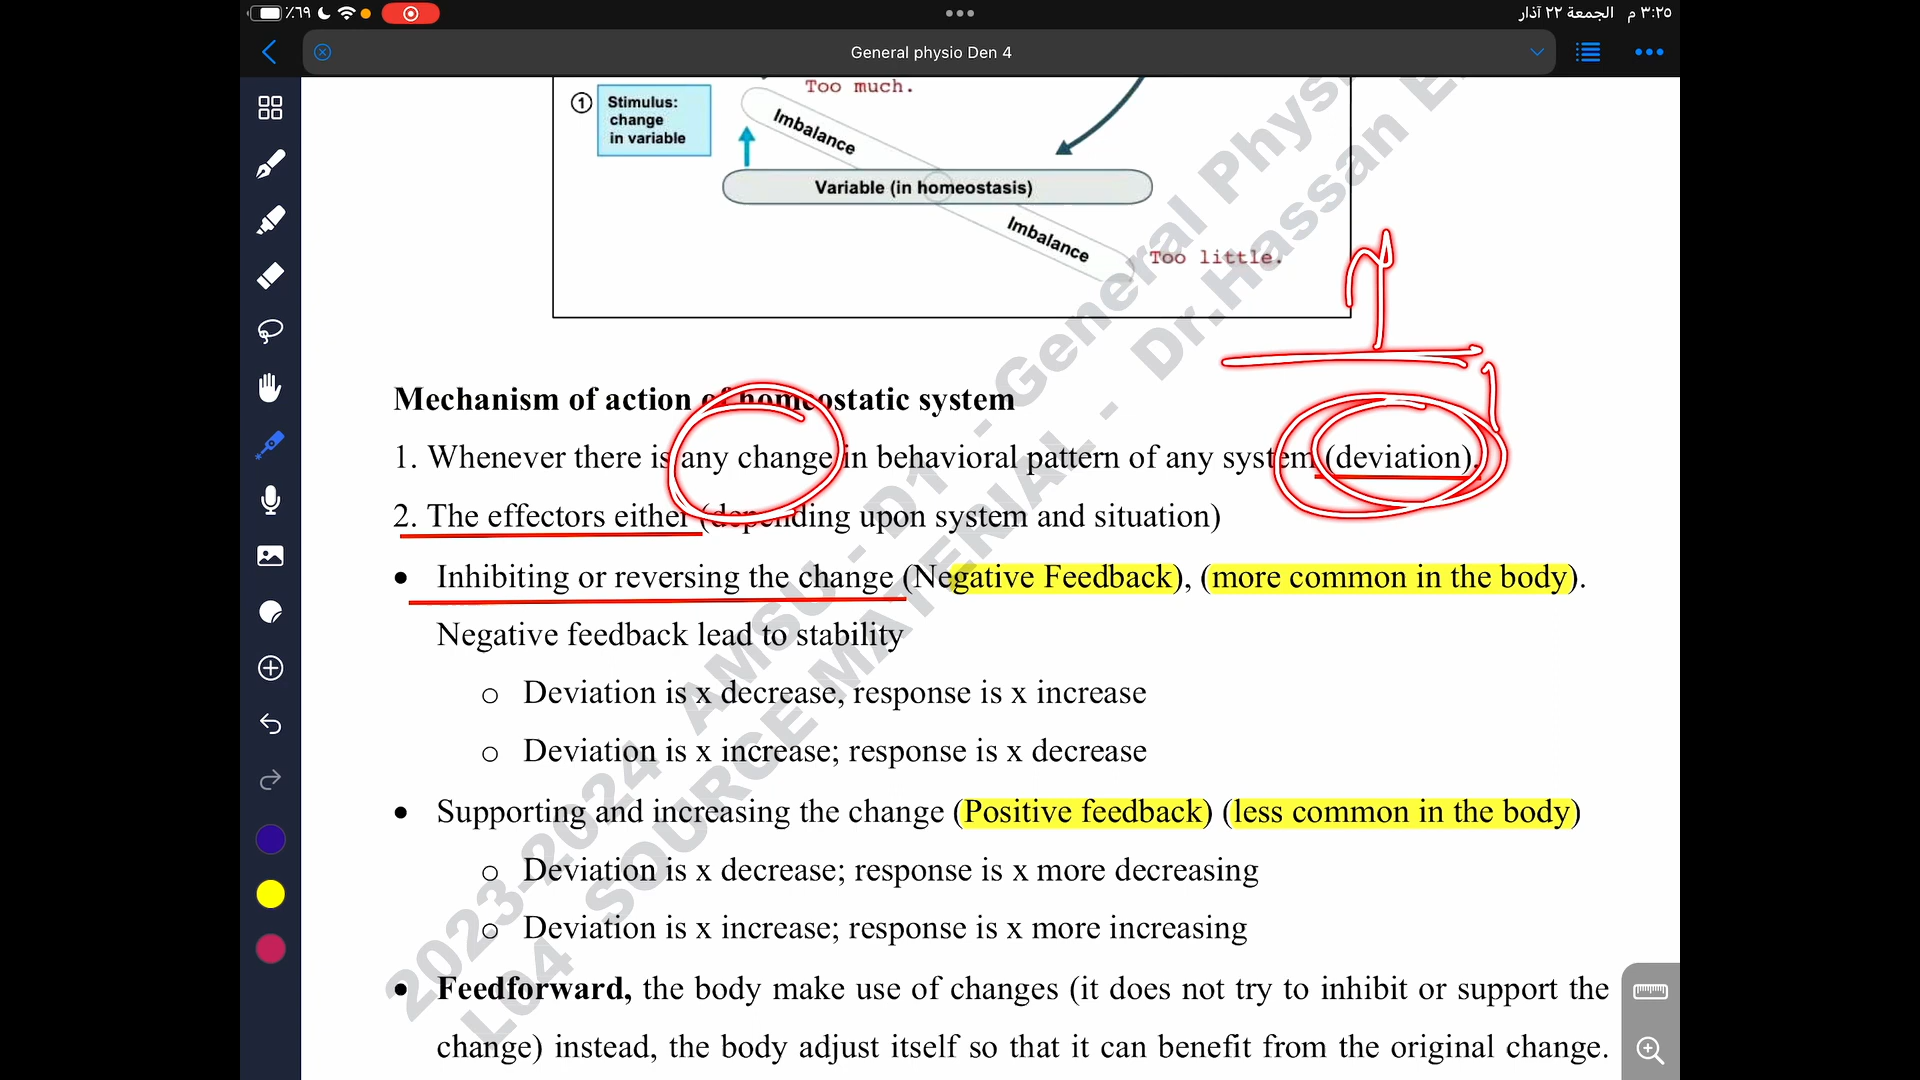 ٪٦٩
الجمعة ٢٢ آذار ٣:٢٥ م
General physio Den 4
Too much.
1 Stimulus:
change
in variable
Imbalance
Variable (in homeostasis)
Imbalance
Too little.
Mechanism of action of homeostatic system
1. Whenever there is any change in behavioral pattern of any system (deviation).
2. The effectors either (depending upon system and situation)
• Inhibiting or reversing the change (Negative Feedback), (more common in the body).
Negative feedback lead to stability
o Deviation is x decrease, response is x increase
o Deviation is x increase; response is x decrease
• Supporting and increasing the change (Positive feedback) (less common in the body)
o Deviation is x decrease; response is x more decreasing
o Deviation is x increase; response is x more increasing
• Feedforward, the body make use of changes (it does not try to inhibit or support the
change) instead, the body adjust itself so that it can benefit from the original change.
2023-2024 AMSU - D1 - General Phys
L04 SOURCE MATERIAL - Dr.Hassan E